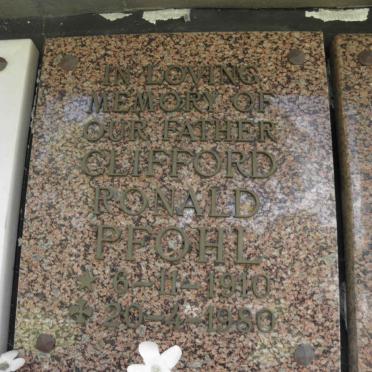 IN LOVING
MEMORY OF
OUR FATHER
CLIFFORD
RONALD
PFOHL
★ 6-11-1910
✠ 20-4-1980